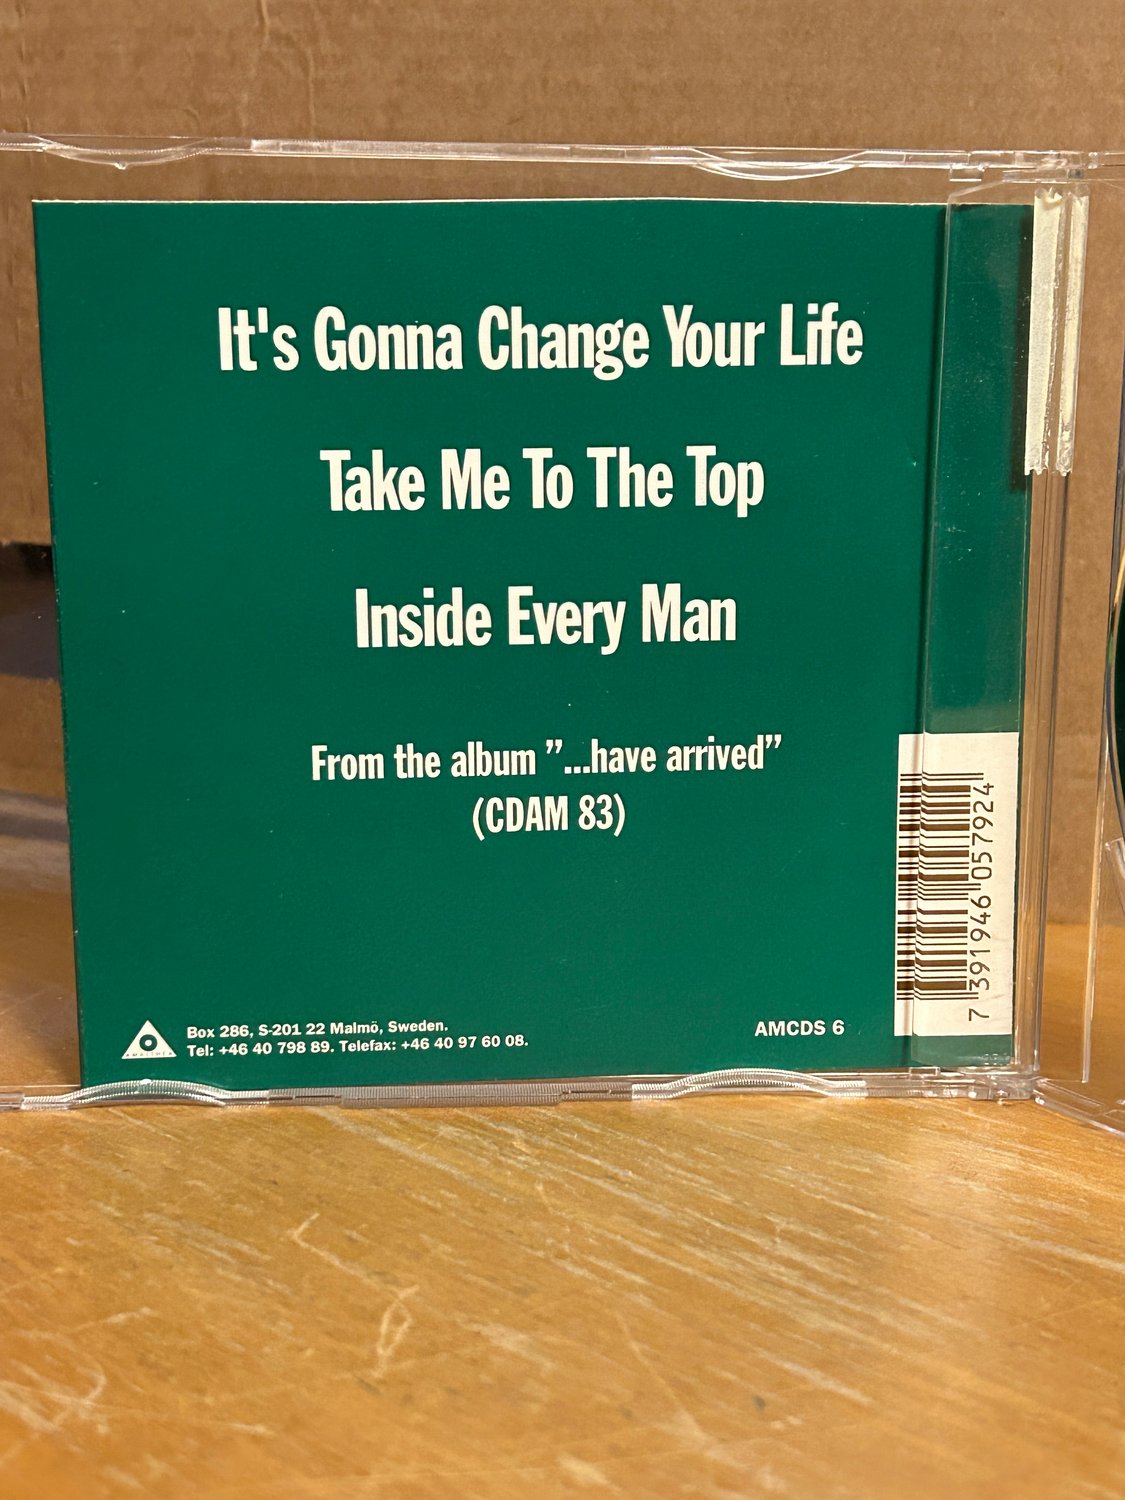 It's Gonna Change Your Life
Take Me To The Top
Inside Every Man
From the album ”...have arrived”
(CDAM 83)
AMALTHEA
Box 286, S-201 22 Malmö, Sweden.
Tel: +46 40 798 89. Telefax: +46 40 97 60 08.
AMCDS 6
7 391946 057924